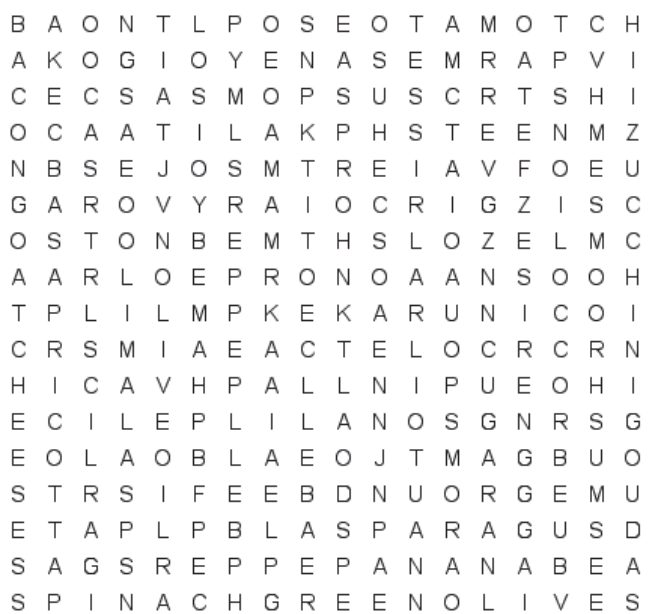 B A O N T L P O S E O T A M O T C H
A K O G I O Y E N A S E M R A P V I
C E C S A S M O P S U S C R T S H I
O C A A T I L A K P H S T E E N M Z
N B S E J O S M T R E I A V F O E U
G A R O V Y R A I O C R I G Z I S C
O S T O N B E M T H S L O Z E L M C
A A R L O E P R O N O A A N S O O H
T P L I L M P K E K A R U N I C O I
C R S M I A E A C T E L O C R C R N
H I C A V H P A L L N I P U E O H I
E C I L E P L I L A N O S G N R S G
E O L A O B L A E O J T M A G B U O
S T R S I F E E B D N U O R G E M U
E T A P L P B L A S P A R A G U S D
S A G S R E P P E P A N A N A B E A
S P I N A C H G R E E N O L I V E S